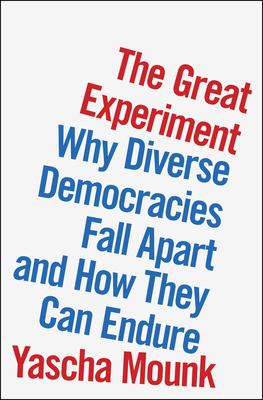 The Great
Experiment
Why Diverse
Democracies
Fall Apart
and How They
Can Endure
Yascha Mounk